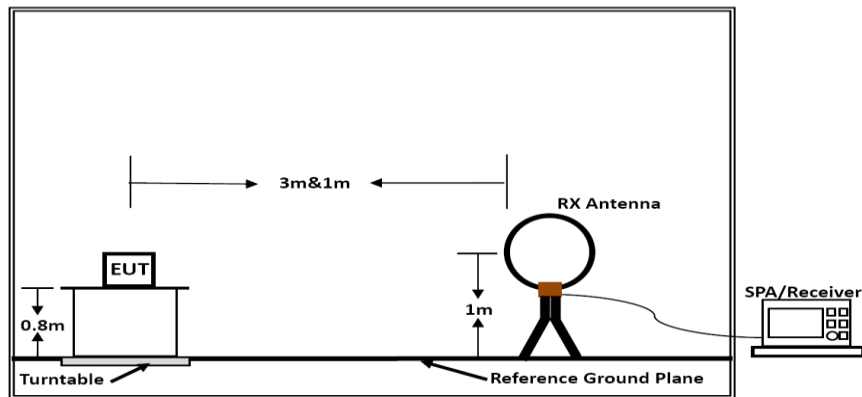 3m&1m
RX Antenna
EUT
SPA/Receiver
0.8m
1m
Turntable
Reference Ground Plane